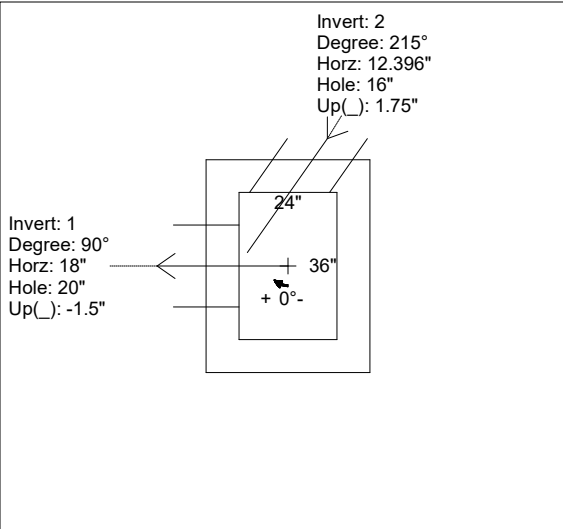 Invert: 2
Degree: 215°
Horz: 12.396"
Hole: 16"
Up(_): 1.75"
24"
Invert: 1
Degree: 90°
Horz: 18"
Hole: 20"
Up(_): -1.5"
36"
+ 0°-